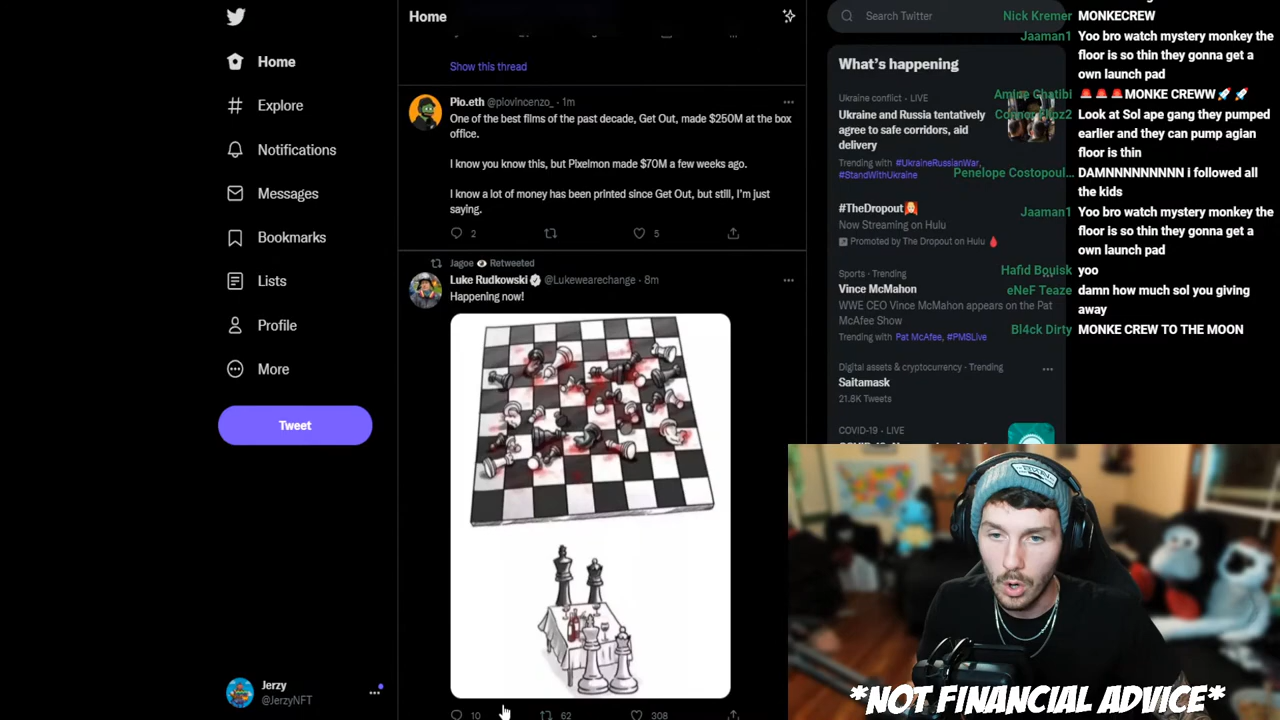 Home
Explore
Notifications
Messages
Bookmarks
Lists
Profile
More
Tweet
Jerzy
@JerzyNFT
Home
Show this thread
Pio.eth @piovincenzo_ · 1m
One of the best films of the past decade, Get Out, made $250M at the box
office.
I know you know this, but Pixelmon made $70M a few weeks ago.
I know a lot of money has been printed since Get Out, but still, I'm just
saying.
2 5
Jagoe Retweeted
Luke Rudkowski @Lukewearechange · 8m
Happening now!
10 62 308
Search Twitter
What's happening
Ukraine conflict · LIVE
Ukraine and Russia tentatively
agree to safe corridors, aid
delivery
Trending with #UkraineRussianWar,
#StandWithUkraine
#TheDropout
Now Streaming on Hulu
Promoted by The Dropout on Hulu
Sports · Trending
Vince McMahon
WWE CEO Vince McMahon appears on the Pat
McAfee Show
Trending with Pat McAfee, #PMSLive
Digital assets & cryptocurrency · Trending
Saitamask
21.8K Tweets
COVID-19 · LIVE
Nick Kremer MONKECREW
Jaaman1 Yoo bro watch mystery monkey the
floor is so thin they gonna get a
own launch pad
Amine Ghatibi 🚨🚨🚨MONKE CREWW🚀🚀
Look at Sol ape gang they pumped
earlier and they can pump agian
floor is thin
Penelope Costopoul... DAMNNNNNNNNN i followed all
the kids
Jaaman1 Yoo bro watch mystery monkey the
floor is so thin they gonna get a
own launch pad
Hafid Bouisk yoo
eNeF Teaze damn how much sol you giving
away
Bl4ck Dirty MONKE CREW TO THE MOON
*NOT FINANCIAL ADVICE*